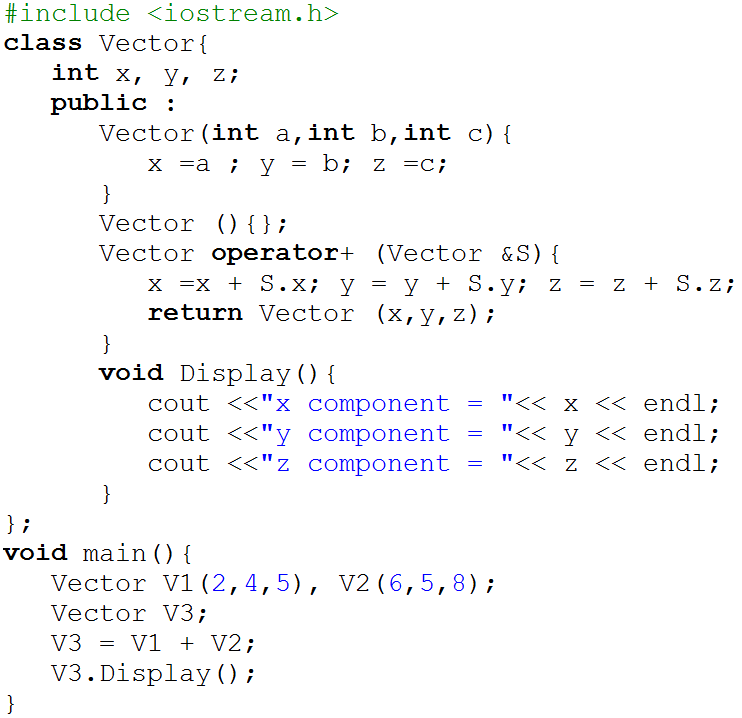 #include <iostream.h>
class Vector{
   int x, y, z;
   public :
      Vector(int a,int b,int c){
         x =a ; y = b; z =c;
      }
      Vector (){};
      Vector operator+ (Vector &S){
         x =x + S.x; y = y + S.y; z = z + S.z;
         return Vector (x,y,z);
      }
      void Display(){
         cout <<"x component = "<< x << endl;
         cout <<"y component = "<< y << endl;
         cout <<"z component = "<< z << endl;
      }
};
void main(){
   Vector V1(2,4,5), V2(6,5,8);
   Vector V3;
   V3 = V1 + V2;
   V3.Display();
}